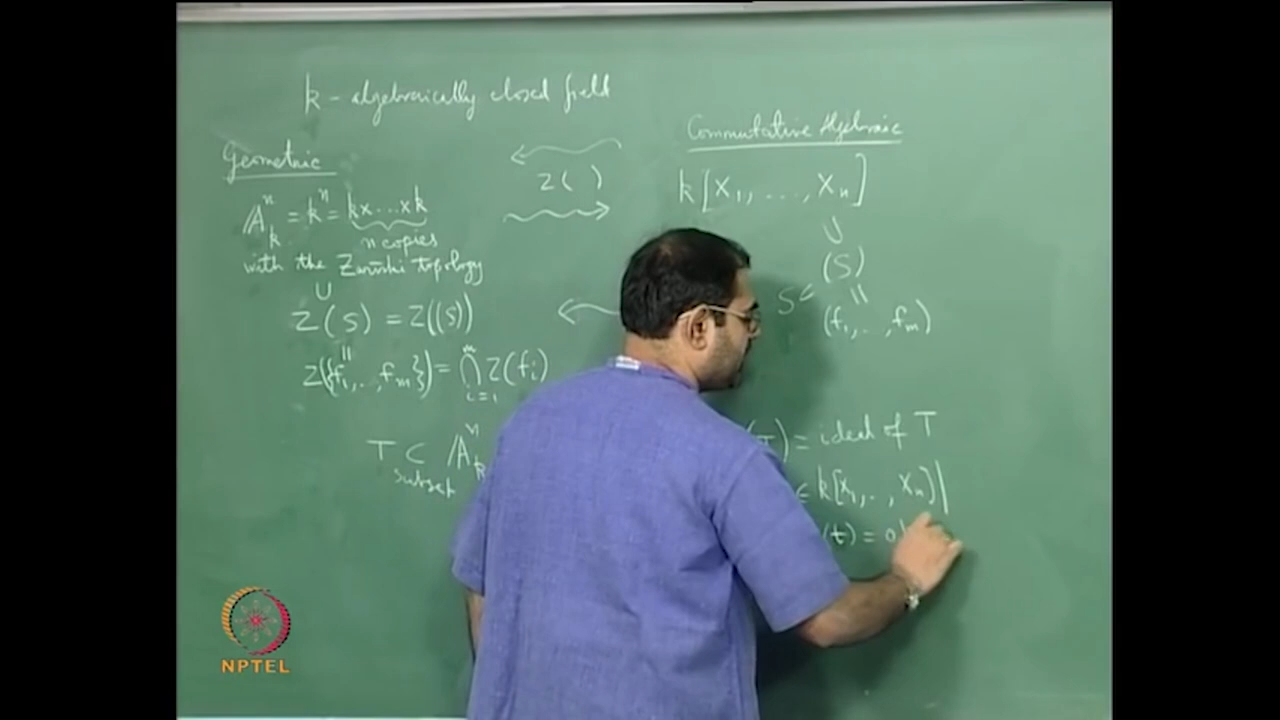 k - algebraically closed field
Geometric
Z( )
Commutative Algebraic
k[X₁, ..., Xₙ]
𝔸ⁿₖ = kⁿ = k×...×k
n copies
with the Zariski topology
∪
Z(S) = Z((S))
∪
(S)
S ⊂
॥
(f₁, .., fₘ)
॥
Z({f₁, .., fₘ}) = ⋂ᵢ₌₁ᵐ Z(fᵢ)
T ⊂ 𝔸ⁿₖ
subset
(T) = ideal of T
∈ k[X₁, .., Xₙ] |
(t) = 0
NPTEL